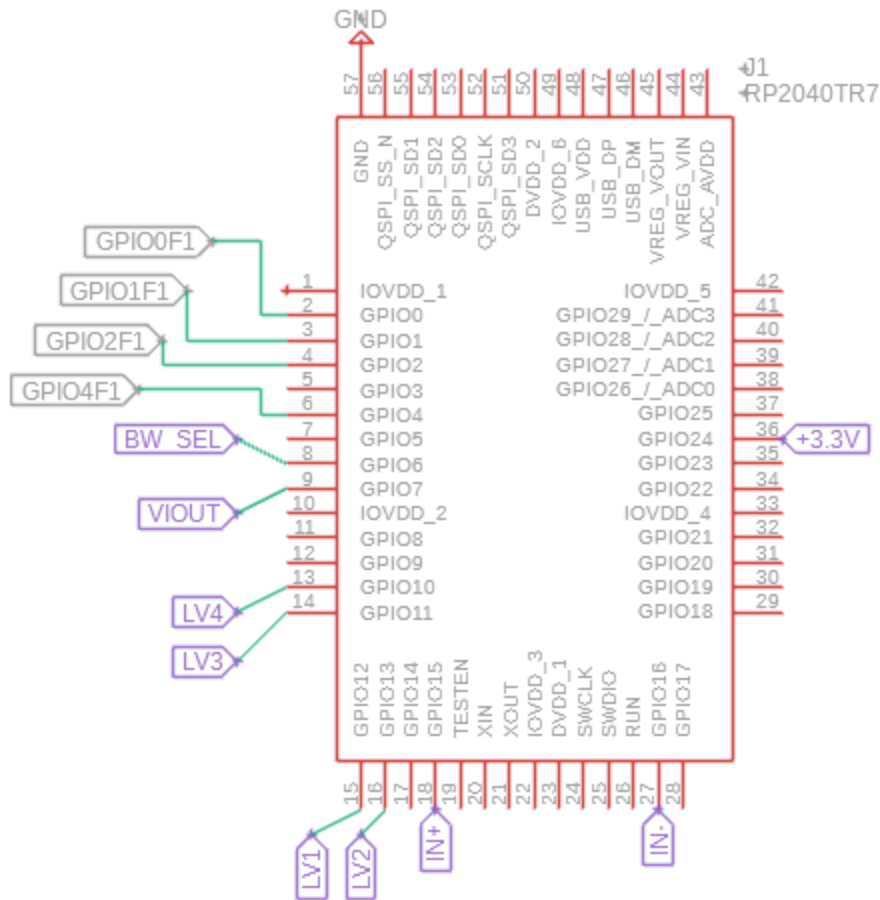 GND
J1
RP2040TR7
57
56
55
54
53
52
51
50
49
48
47
46
45
44
43
GND
QSPI_SS_N
QSPI_SD1
QSPI_SD2
QSPI_SD0
QSPI_SCLK
QSPI_SD3
DVDD_2
IOVDD_6
USB_VDD
USB_DP
USB_DM
VREG_VOUT
VREG_VIN
ADC_AVDD
GPIO0F1
GPIO1F1
GPIO2F1
GPIO4F1
BW_SEL
VIOUT
LV4
LV3
1 IOVDD_1
2 GPIO0
3 GPIO1
4 GPIO2
5 GPIO3
6 GPIO4
7 GPIO5
8 GPIO6
9 GPIO7
10 IOVDD_2
11 GPIO8
12 GPIO9
13 GPIO10
14 GPIO11
IOVDD_5 42
GPIO29_/_ADC3 41
GPIO28_/_ADC2 40
GPIO27_/_ADC1 39
GPIO26_/_ADC0 38
GPIO25 37
GPIO24 36
GPIO23 35
GPIO22 34
IOVDD_4 33
GPIO21 32
GPIO20 31
GPIO19 30
GPIO18 29
+3.3V
GPIO12
GPIO13
GPIO14
GPIO15
TESTEN
XIN
XOUT
IOVDD_3
DVDD_1
SWCLK
SWDIO
RUN
GPIO16
GPIO17
15
16
17
18
19
20
21
22
23
24
25
26
27
28
LV1
LV2
IN+
IN-